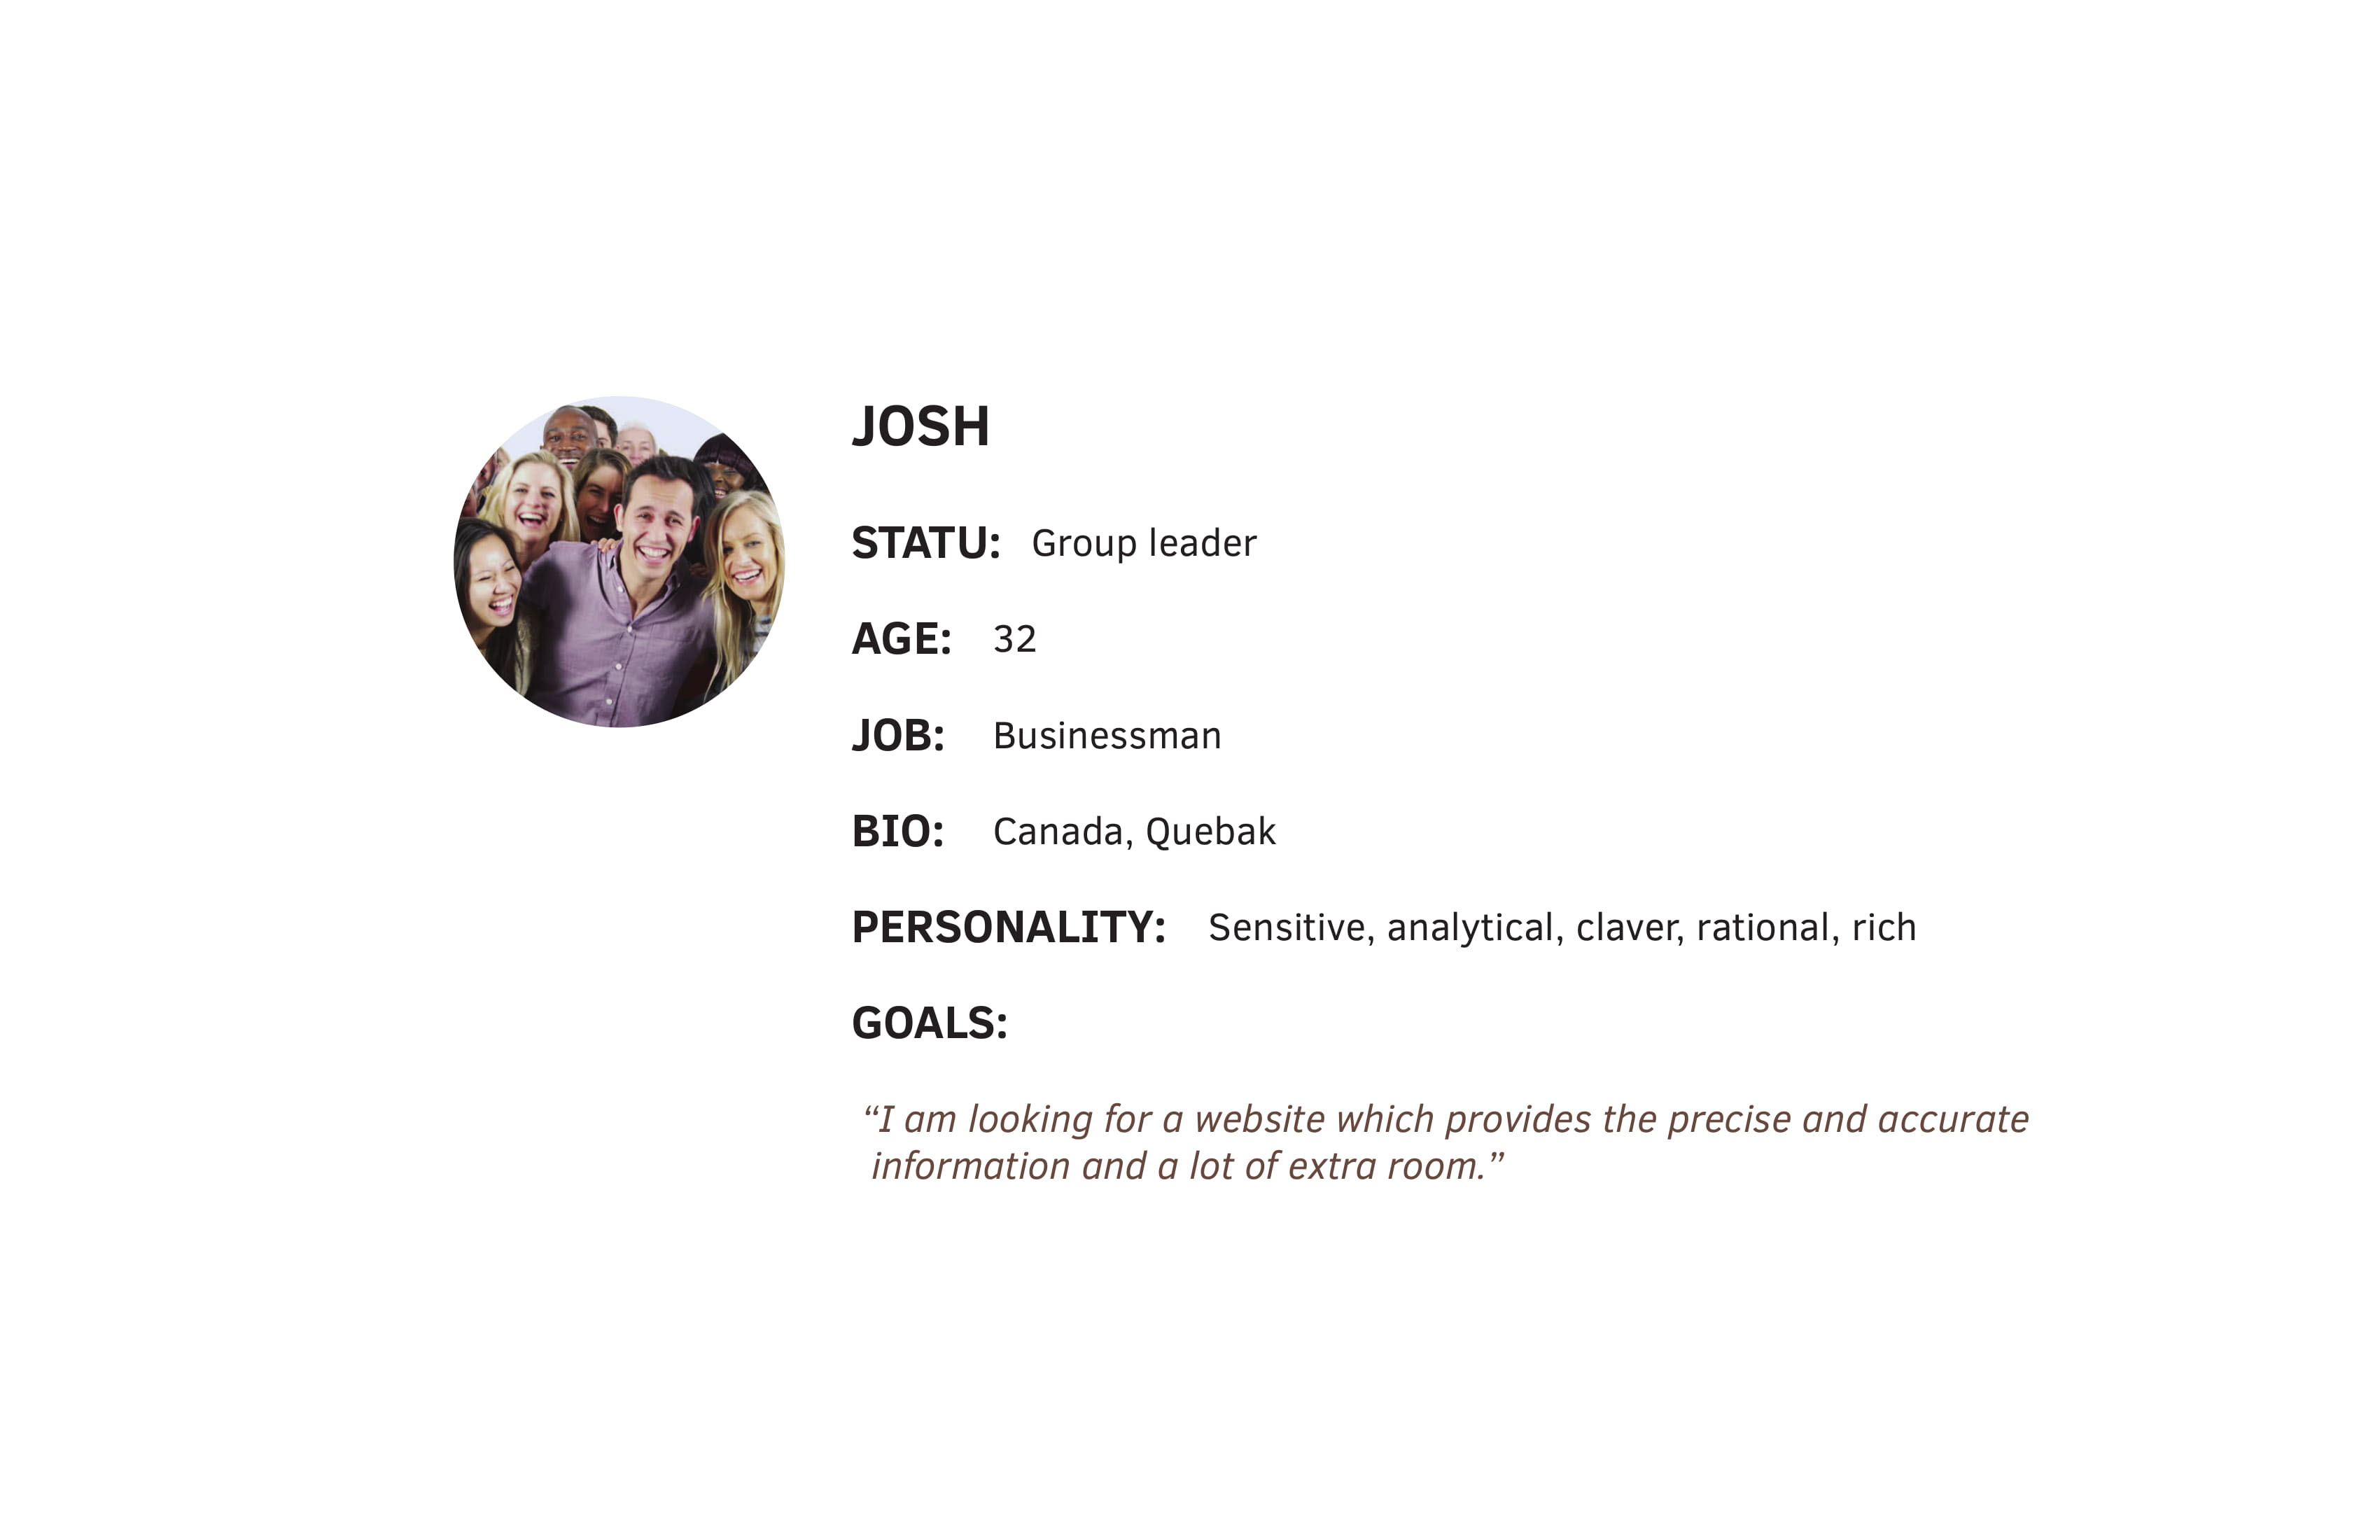 JOSH
STATU: Group leader
AGE: 32
JOB: Businessman
BIO: Canada, Quebak
PERSONALITY: Sensitive, analytical, claver, rational, rich
GOALS:
“I am looking for a website which provides the precise and accurate
information and a lot of extra room.”